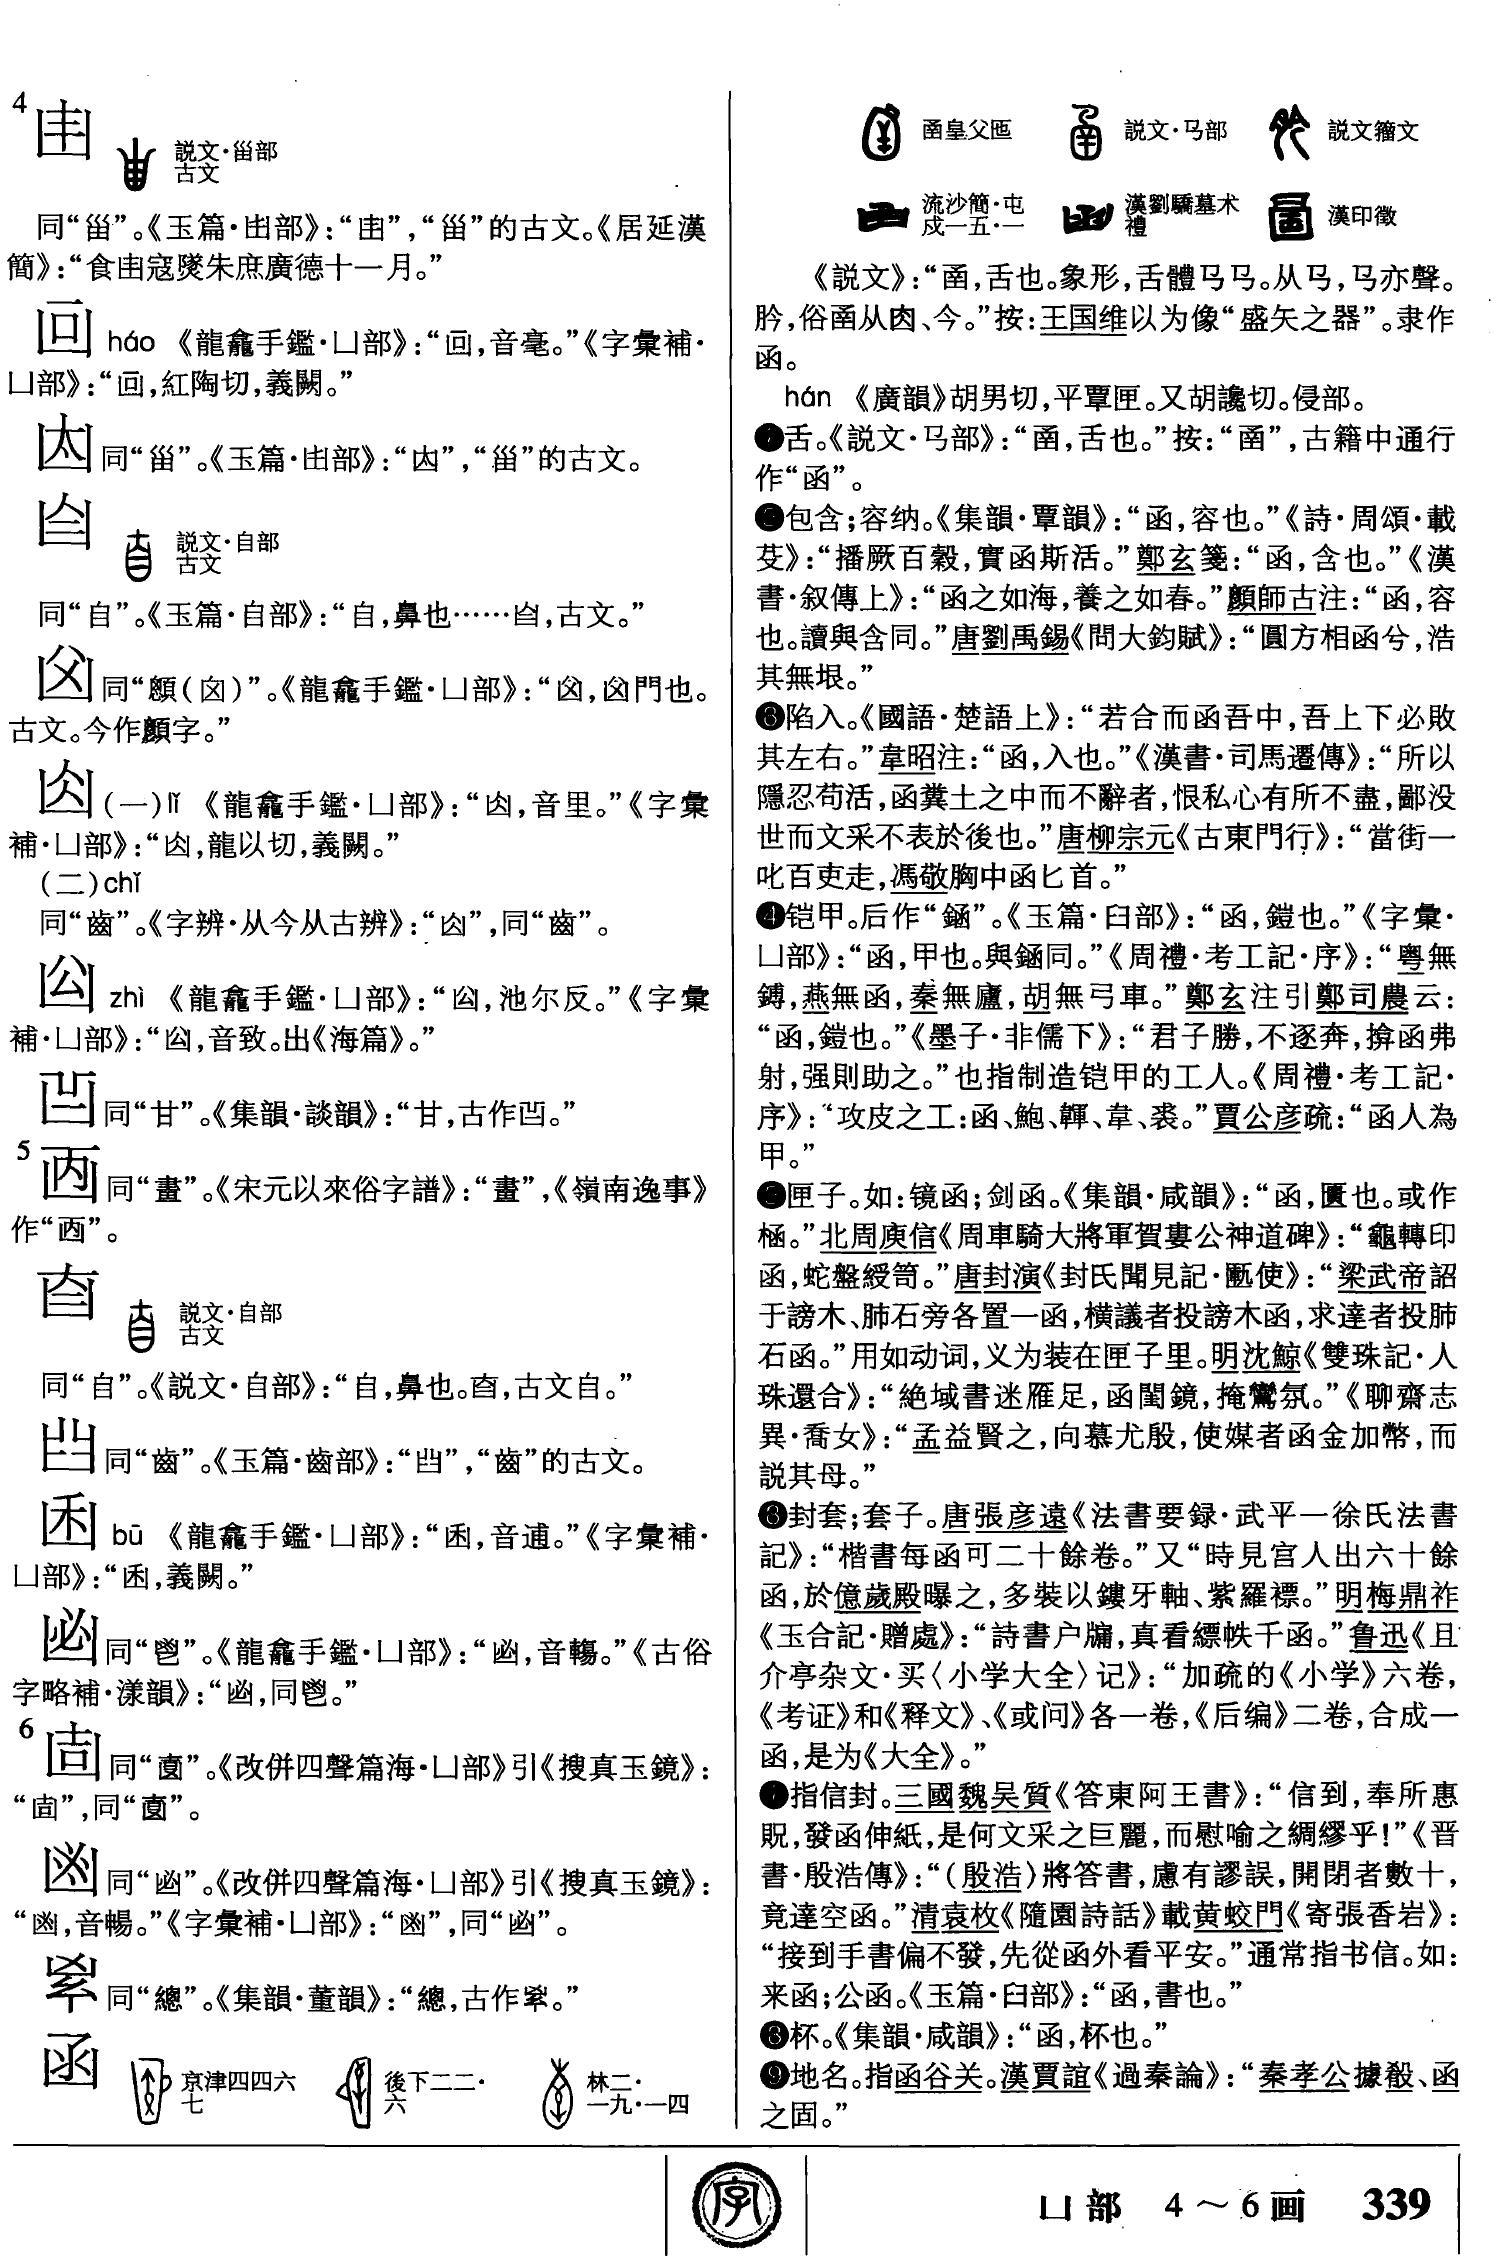 4
説文·甾部
古文
同“甾”。《玉篇·甾部》:“”,“甾”的古文。《居延漢
簡》:“食寇隧朱庶廣德十一月。”
háo 《龍龕手鑑·凵部》:“,音毫。”《字彙補·
凵部》:“,紅陶切,義闕。”
同“甾”。《玉篇·甾部》:“”,“甾”的古文。
説文·自部
古文
同“自”。《玉篇·自部》:“自,鼻也……,古文。”
同“顖(囟)”。《龍龕手鑑·凵部》:“,門也。
古文。今作顖字。”
(一)lǐ 《龍龕手鑑·凵部》:“,音里。”《字彙
補·凵部》:“,龍以切,義闕。”
(二)chǐ
同“齒”。《字辨·从今从古辨》:“”,同“齒”。
zhì 《龍龕手鑑·凵部》:“,池尔反。”《字彙
補·凵部》:“,音致。出《海篇》。”
同“甘”。《集韻·談韻》:“甘,古作。”
5
同“畫”。《宋元以來俗字譜》:“畫”,《嶺南逸事》
作“”。
説文·自部
古文
同“自”。《説文·自部》:“自,鼻也。,古文自。”
同“齒”。《玉篇·齒部》:“”,“齒”的古文。
bū 《龍龕手鑑·凵部》:“,音逋。”《字彙補·
凵部》:“,義闕。”
同“鬯”。《龍龕手鑑·凵部》:“,音暢。”《古俗
字略補·漾韻》:“,同鬯。”
6
同“”。《改併四聲篇海·凵部》引《搜真玉鏡》:
“”,同“”。
同“”。《改併四聲篇海·凵部》引《搜真玉鏡》:
“,音暢。”《字彙補·凵部》:“”,同“”。
同“總”。《集韻·董韻》:“總,古作。”
函
京津四四六
七
後下二二·
六
林二·
一九·一四
圅皇父匜
説文·𢎘部
説文籀文
流沙簡·屯
戍一五·一
漢劉驕墓木
禮
漢印徵
《説文》:“圅,舌也。象形,舌體𢎘𢎘。从𢎘,𢎘亦聲。
肣,俗圅从肉、今。”按:王国维以为像“盛矢之器”。隶作
函。
hán 《廣韻》胡男切,平覃匣。又胡讒切。侵部。
❶舌。《説文·𢎘部》:“圅,舌也。”按:“圅”,古籍中通行
作“函”。
❷包含;容纳。《集韻·覃韻》:“函,容也。”《詩·周頌·載
芟》:“播厥百穀,實函斯活。”鄭玄箋:“函,含也。”《漢
書·叙傳上》:“函之如海,養之如春。”顏師古注:“函,容
也。讀與含同。”唐劉禹錫《問大鈞賦》:“圓方相函兮,浩
其無垠。”
❸陷入。《國語·楚語上》:“若合而函吾中,吾上下必敗
其左右。”韋昭注:“函,入也。”《漢書·司馬遷傳》:“所以
隱忍苟活,函糞土之中而不辭者,恨私心有所不盡,鄙没
世而文采不表於後也。”唐柳宗元《古東門行》:“當街一
叱百吏走,馮敬胸中函匕首。”
❹铠甲。后作“鋡”。《玉篇·臼部》:“函,鎧也。”《字彙·
凵部》:“函,甲也。與同。”《周禮·考工記·序》:“粵無
鎛,燕無函,秦無廬,胡無弓車。”鄭玄注引鄭司農云:
“函,鎧也。”《墨子·非儒下》:“君子勝,不逐奔,揜函弗
射,强則助之。”也指制造铠甲的工人。《周禮·考工記·
序》:“攻皮之工:函、鮑、韗、韋、裘。”賈公彦疏:“函人為
甲。”
❺匣子。如:镜函;剑函。《集韻·咸韻》:“函,匱也。或作
椷。”北周庾信《周車騎大將軍賀婁公神道碑》:“龜轉印
函,蛇盤綬笥。”唐封演《封氏聞見記·匭使》:“梁武帝詔
于謗木、肺石旁各置一函,横議者投謗木函,求達者投肺
石函。”用如动词,义为装在匣子里。明沈鯨《雙珠記·人
珠還合》:“絶域書迷雁足,函閨鏡,掩鸞氛。”《聊齋志
異·喬女》:“孟益賢之,向慕尤殷,使媒者函金加幣,而
説其母。”
❻封套;套子。唐張彦遠《法書要録·武平一徐氏法書
記》:“楷書每函可二十餘卷。”又“時見宫人出六十餘
函,於億歲殿曝之,多裝以鏤牙軸、紫羅褾。”明梅鼎祚
《玉合記·贈處》:“詩書户牖,真看縹帙千函。”鲁迅《且
介亭杂文·买〈小学大全〉记》:“加疏的《小学》六卷,
《考证》和《释文》、《或问》各一卷,《后编》二卷,合成一
函,是为《大全》。”
❼指信封。三國魏吴質《答東阿王書》:“信到,奉所惠
貺,發函伸紙,是何文采之巨麗,而慰喻之綢繆乎!”《晋
書·殷浩傳》:“(殷浩)將答書,慮有謬誤,開閉者數十,
竟達空函。”清袁枚《隨園詩話》載黄蛟門《寄張香岩》:
“接到手書偏不發,先從函外看平安。”通常指书信。如:
来函;公函。《玉篇·臼部》:“函,書也。”
❽杯。《集韻·咸韻》:“函,杯也。”
❾地名。指函谷关。漢賈誼《過秦論》:“秦孝公據殽、函
之固。”
字
凵部 4～6画 339